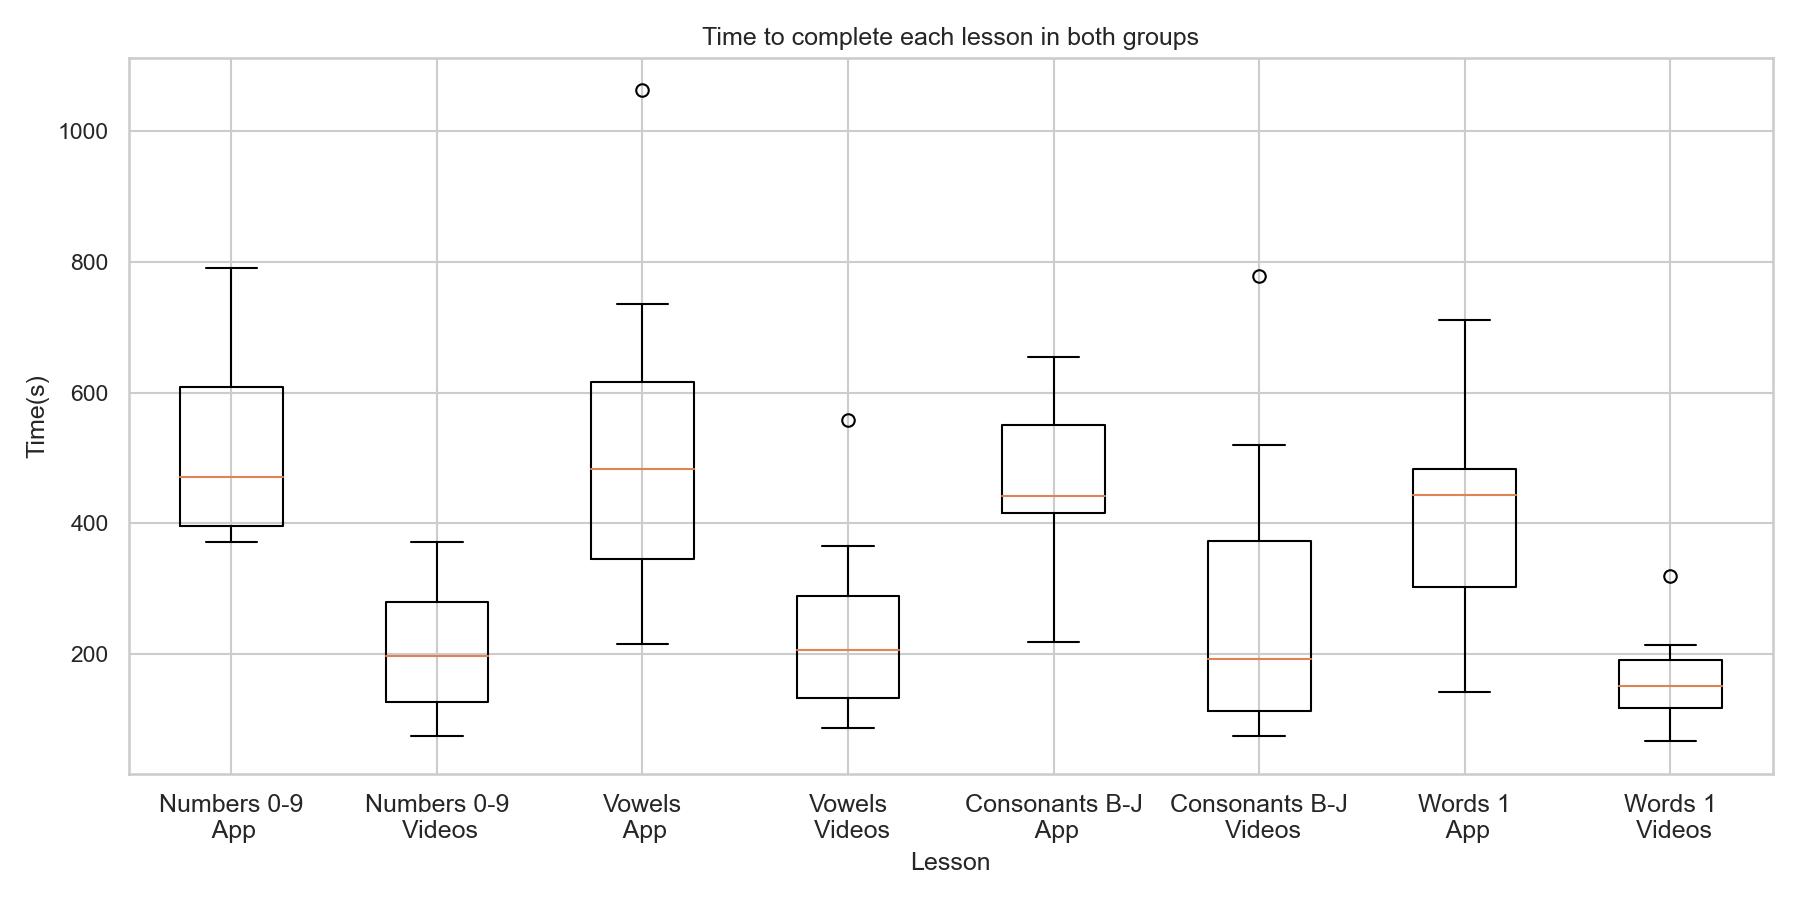 Time to complete each lesson in both groups
1000
800
600
400
200
Time(s)
Numbers 0-9
App
Numbers 0-9
Videos
Vowels
App
Vowels
Videos
Consonants B-J
App
Consonants B-J
Videos
Words 1
App
Words 1
Videos
Lesson